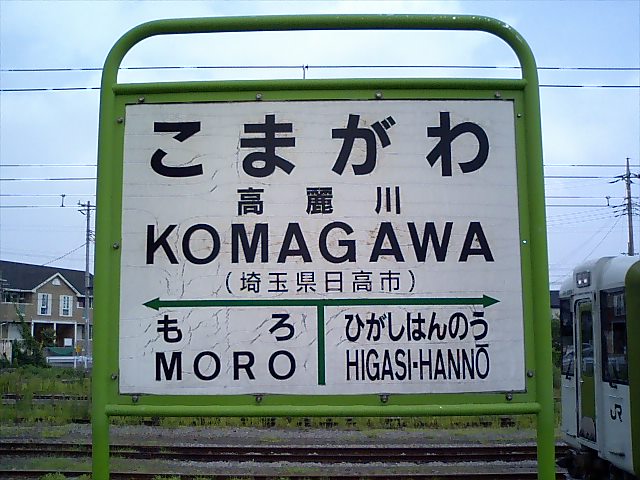 こまがわ
高麗川
KOMAGAWA
(埼玉県日高市)
もろ ひがしはんのう
MORO HIGASI-HANNŌ
JR